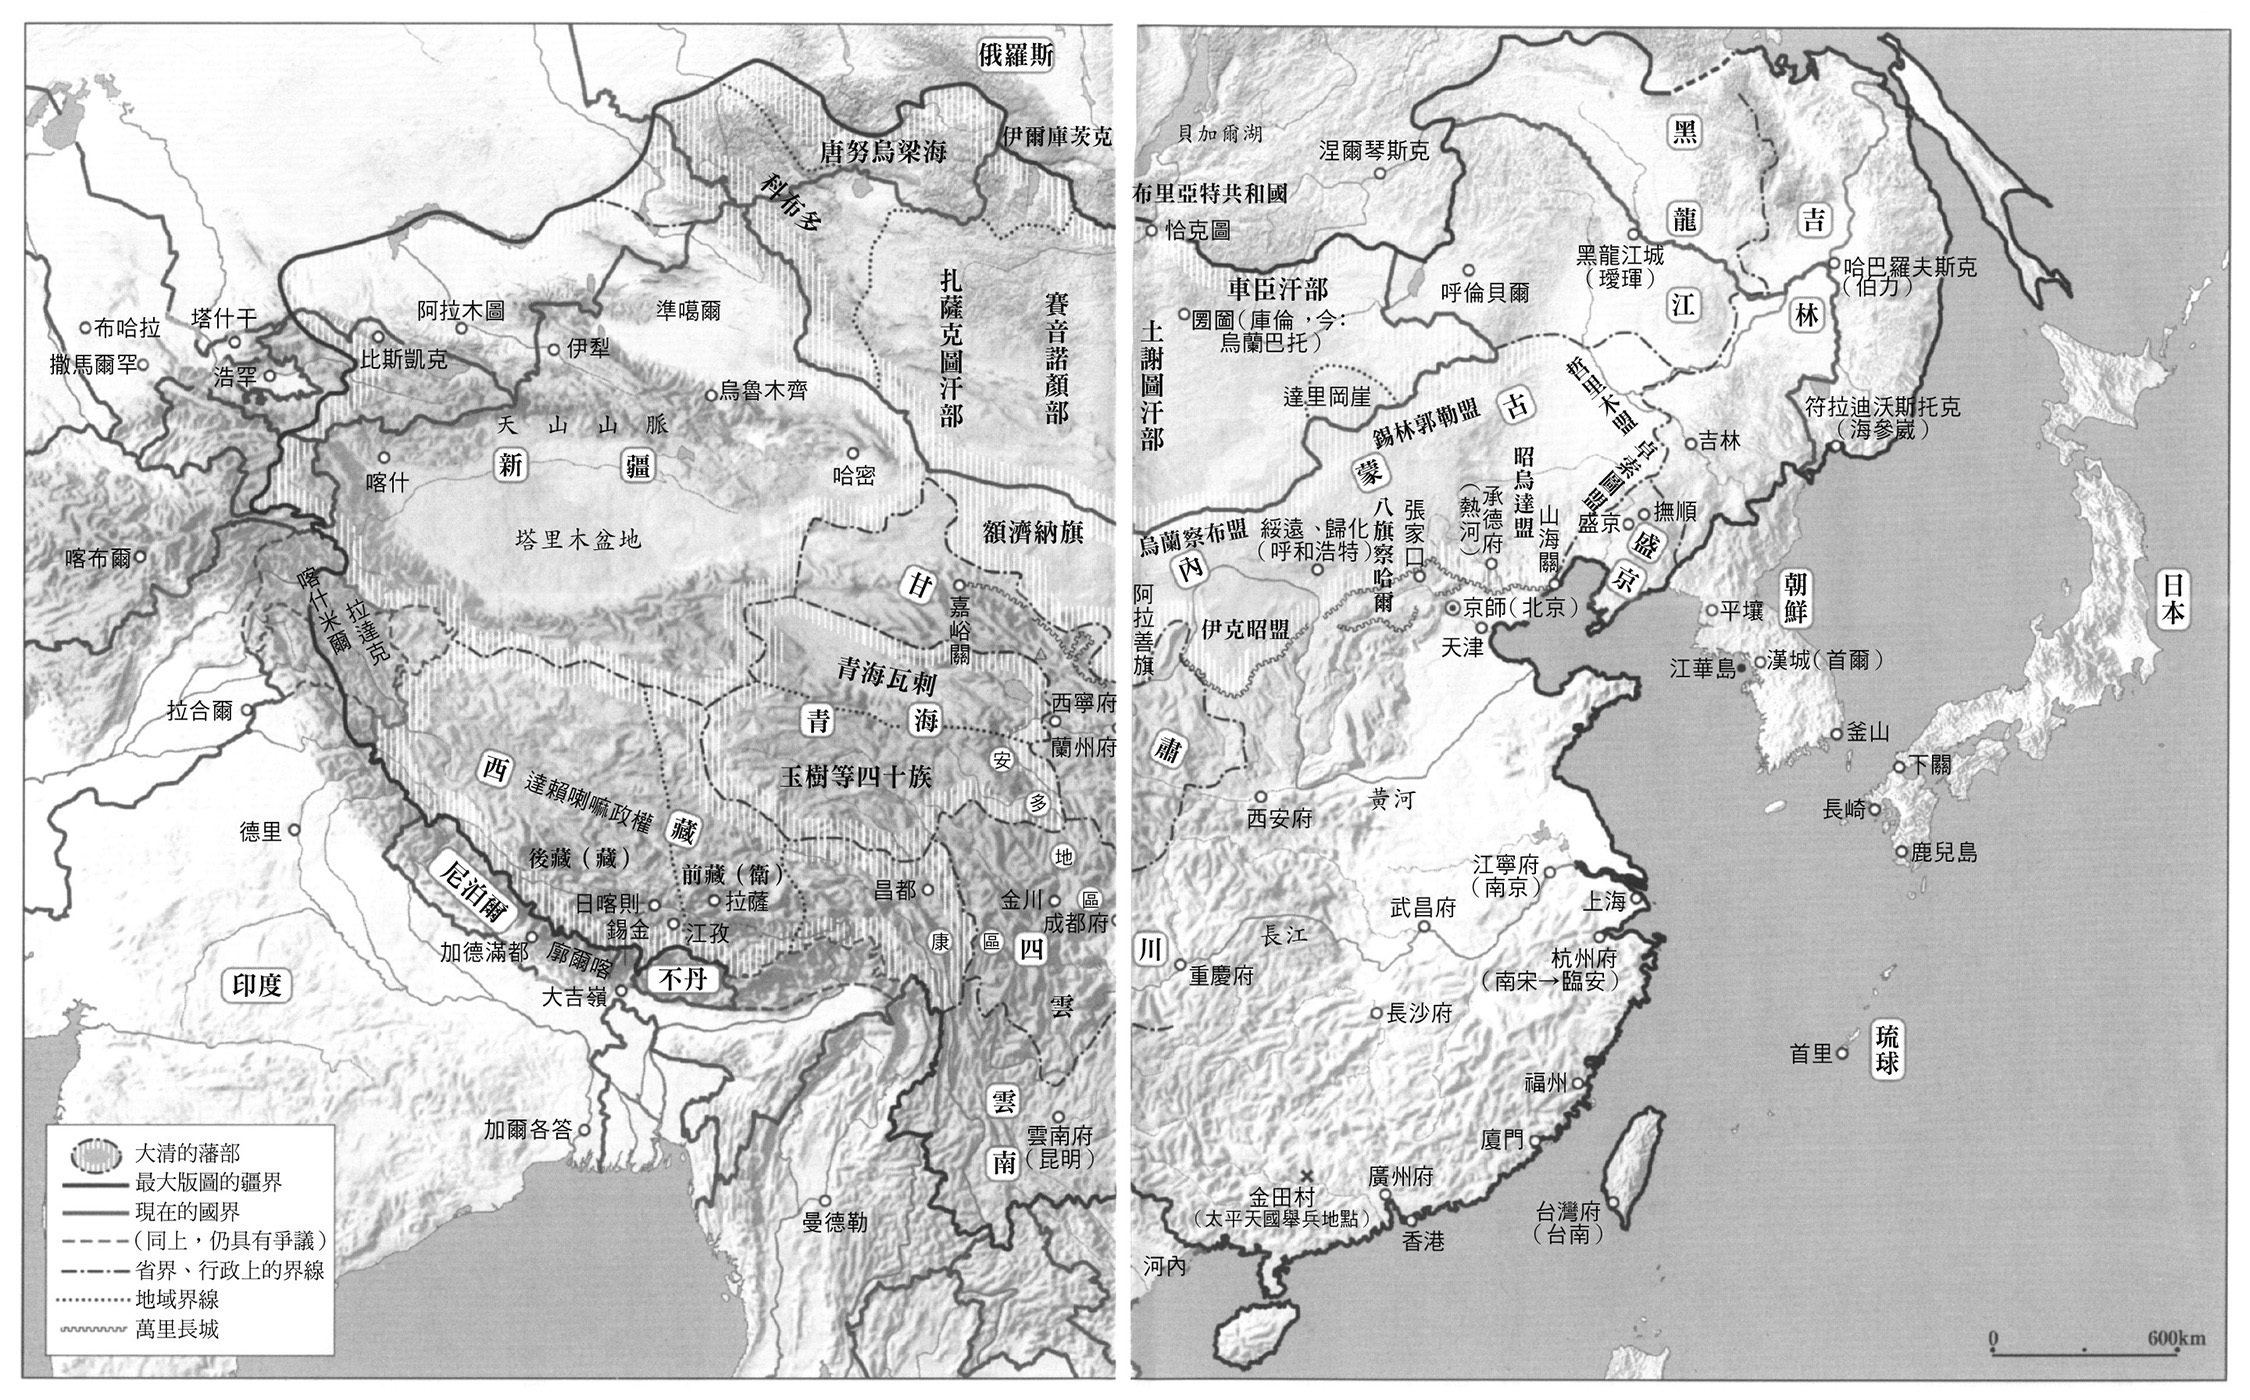 俄羅斯
伊爾庫茨克
唐努烏梁海
科布多
扎薩克圖汗部
賽音諾顏部
布哈拉
塔什干
撒馬爾罕
浩罕
阿拉木圖
比斯凱克
伊犁
準噶爾
烏魯木齊
天山山脈
新疆
喀什
哈密
塔里木盆地
額濟納旗
甘
嘉峪關
喀布爾
喀什米爾
拉達克
拉合爾
青海瓦剌
青海
西寧府
蘭州府
玉樹等四十族
安
多
地
區
西藏
達賴喇嘛政權
後藏（藏）
前藏（衛）
日喀則
拉薩
錫金
江孜
昌都
金川
成都府
康
區
四
德里
尼泊爾
加德滿都
廓爾喀
不丹
大吉嶺
印度
雲
雲南
雲南府
（昆明）
加爾各答
曼德勒
大清的藩部
最大版圖的疆界
現在的國界
（同上，仍具有爭議）
省界、行政上的界線
地域界線
萬里長城
貝加爾湖
涅爾琴斯克
布里亞特共和國
恰克圖
黑龍江
吉林
黑龍江城
（璦琿）
哈巴羅夫斯克
（伯力）
呼倫貝爾
車臣汗部
圐圙（庫倫，今：
烏蘭巴托）
土謝圖汗部
達里岡崖
錫林郭勒盟
哲里木盟
卓索圖盟
昭烏達盟
內蒙古
吉林
符拉迪沃斯托克
（海參崴）
烏蘭察布盟
綏遠、歸化
（呼和浩特）
八旗察哈爾
張家口
承德府
（熱河）
山海關
盛京
撫順
盛京
阿拉善旗
伊克昭盟
京師（北京）
天津
朝鮮
平壤
江華島
漢城（首爾）
釜山
日本
下關
長崎
鹿兒島
肅
西安府
黃河
江寧府
（南京）
上海
武昌府
長江
川
重慶府
杭州府
（南宋→臨安）
長沙府
琉球
首里
福州
廈門
金田村
（太平天國舉兵地點）
廣州府
香港
台灣府
（台南）
河內
0 600km